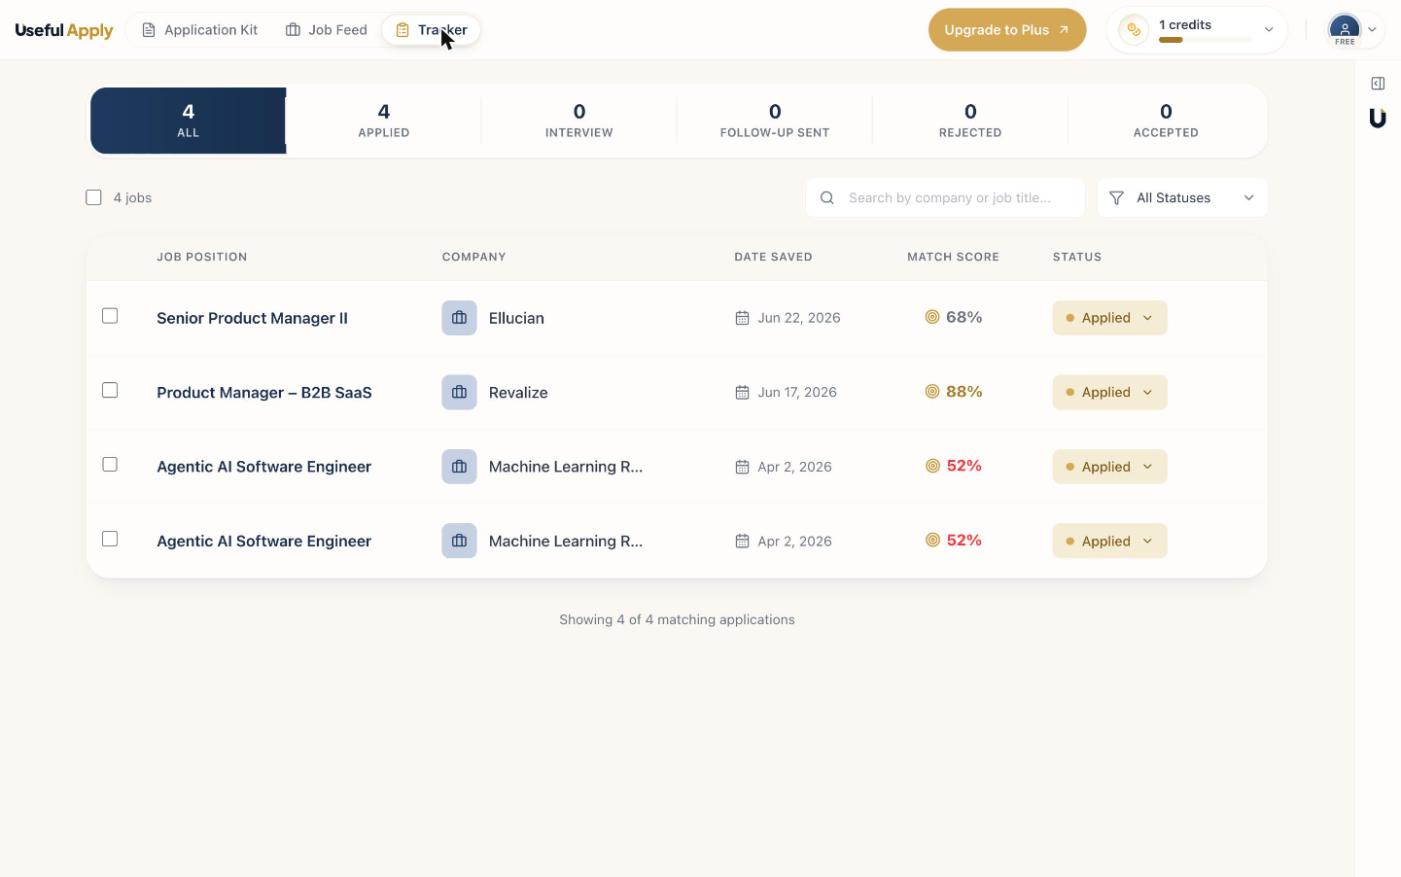 Useful Apply
Application Kit
Job Feed
Tracker
Upgrade to Plus
1 credits
FREE
4
ALL
4
APPLIED
0
INTERVIEW
0
FOLLOW-UP SENT
0
REJECTED
0
ACCEPTED
4 jobs
Search by company or job title...
All Statuses
JOB POSITION COMPANY DATE SAVED MATCH SCORE STATUS
Senior Product Manager II Ellucian Jun 22, 2026 68% Applied
Product Manager – B2B SaaS Revalize Jun 17, 2026 88% Applied
Agentic AI Software Engineer Machine Learning R... Apr 2, 2026 52% Applied
Agentic AI Software Engineer Machine Learning R... Apr 2, 2026 52% Applied
Showing 4 of 4 matching applications